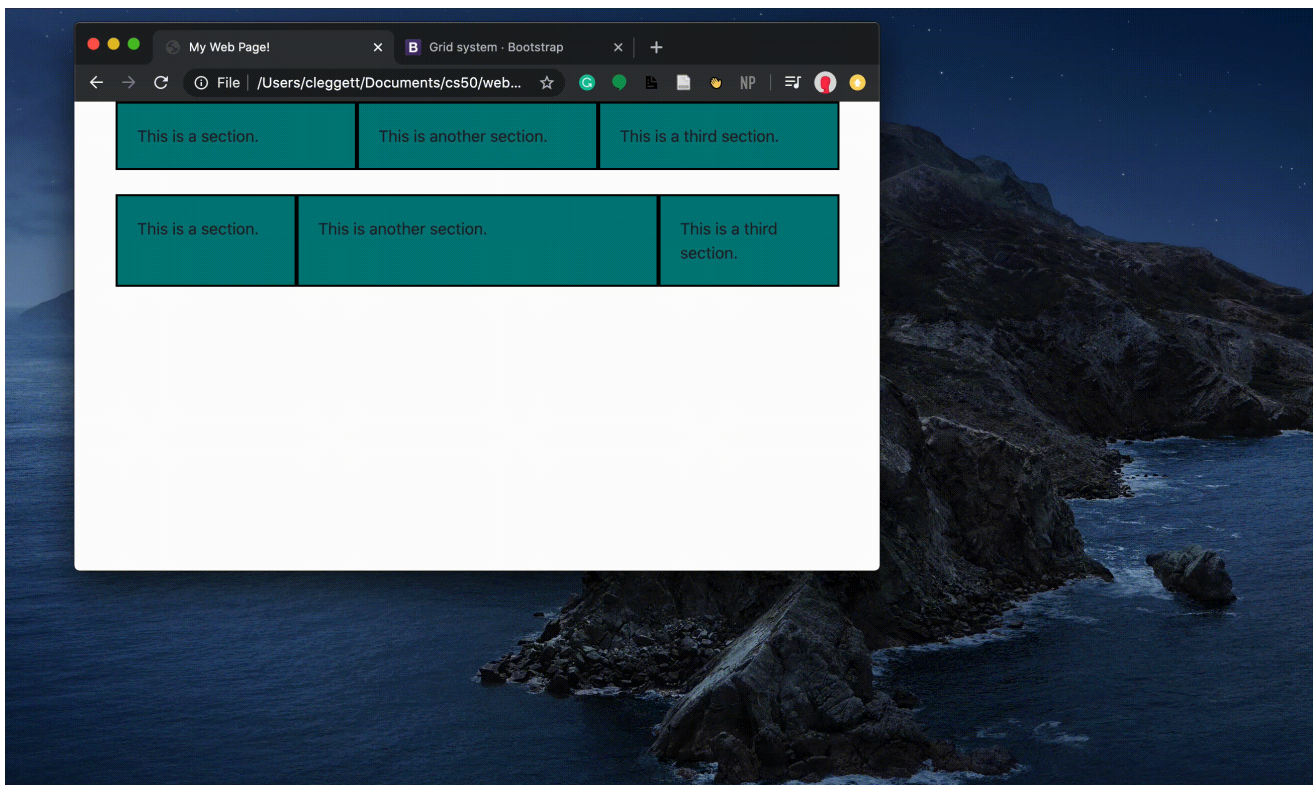 My Web Page!
B Grid system · Bootstrap
File /Users/cleggett/Documents/cs50/web...
NP
This is a section.
This is another section.
This is a third section.
This is a section.
This is another section.
This is a third
section.